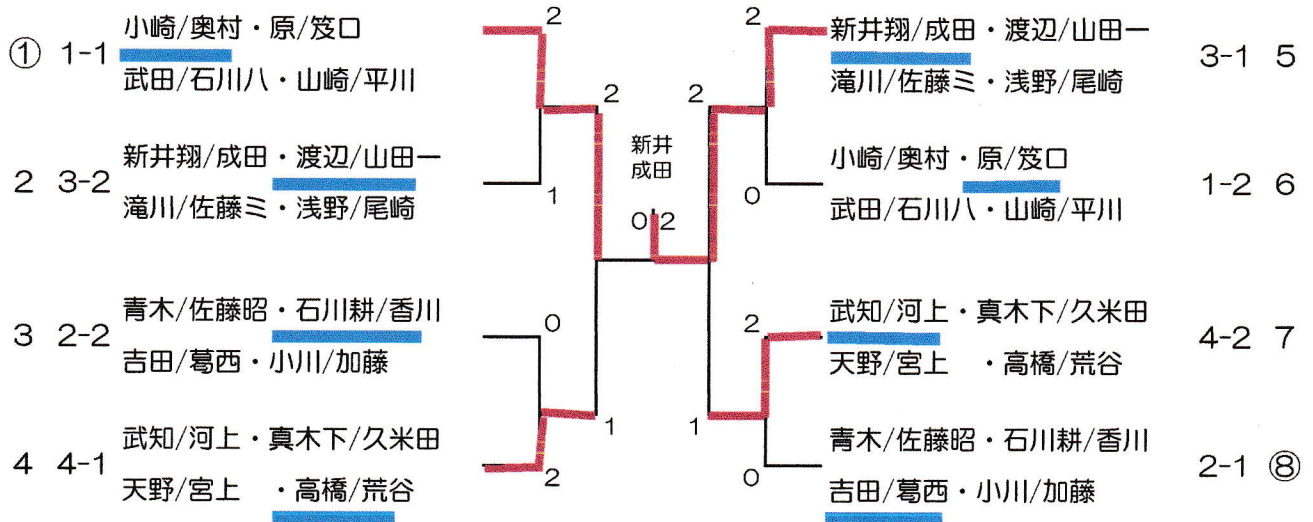 小崎/奥村・原/笈口
① 1-1
武田/石川八・山崎/平川
新井翔/成田・渡辺/山田一
2 3-2
滝川/佐藤ミ・浅野/尾崎
青木/佐藤昭・石川耕/香川
3 2-2
吉田/葛西・小川/加藤
武知/河上・真木下/久米田
4 4-1
天野/宮上 ・高橋/荒谷
2
1
0
2
2
1
新井
成田
0 2
2
1
2
0
2
0
新井翔/成田・渡辺/山田一
3-1 5
滝川/佐藤ミ・浅野/尾崎
小崎/奥村・原/笈口
1-2 6
武田/石川八・山崎/平川
武知/河上・真木下/久米田
4-2 7
天野/宮上 ・高橋/荒谷
青木/佐藤昭・石川耕/香川
2-1 ⑧
吉田/葛西・小川/加藤